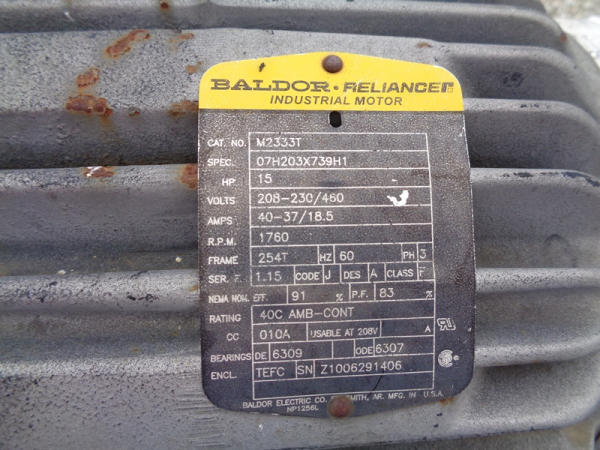 BALDOR • RELIANCE
INDUSTRIAL MOTOR
CAT. NO. M2333T
SPEC. 07H203X739H1
HP 15
VOLTS 208-230/460
AMPS 40-37/18.5
R.P.M. 1760
FRAME 254T HZ 60 PH 3
SER. F. 1.15 CODE J DES A CLASS F
NEMA NOM. EFF. 91 % P.F. 83 %
RATING 40C AMB-CONT
CC 010A USABLE AT 208V A
BEARINGS DE 6309 ODE 6307
ENCL. TEFC SN Z1006291406
BALDOR ELECTRIC CO. SMITH, AR. MFG. IN U.S.A.
NP1256L